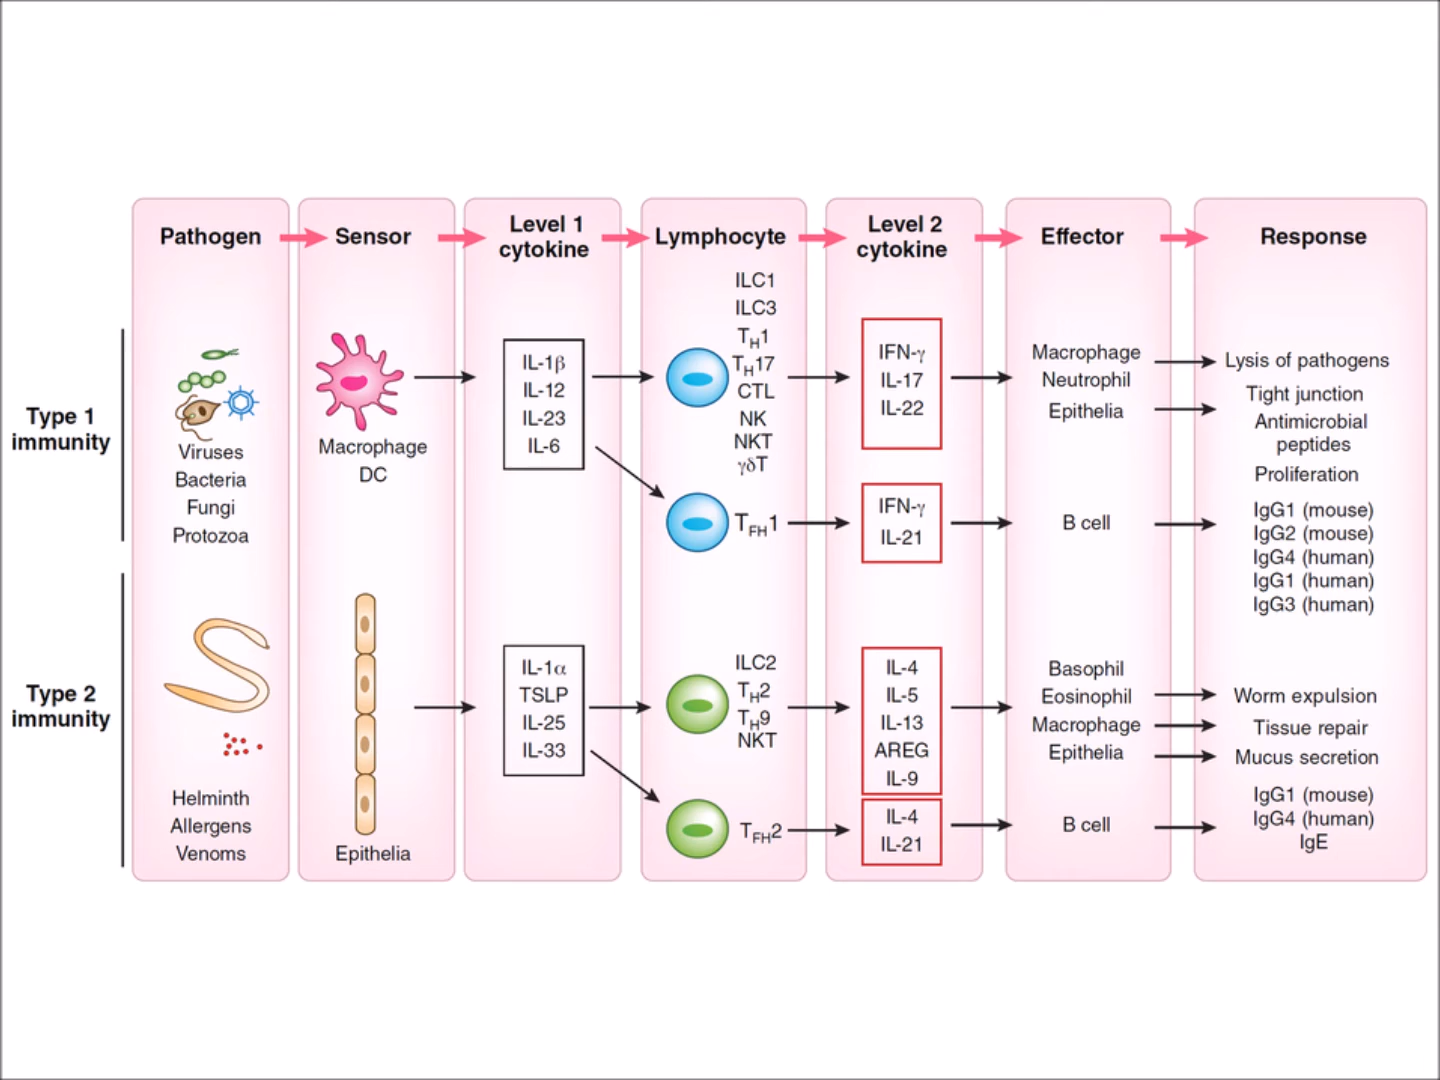 Pathogen
Sensor
Level 1
cytokine
Lymphocyte
Level 2
cytokine
Effector
Response
Type 1
immunity
Viruses
Bacteria
Fungi
Protozoa
Macrophage
DC
IL-1β
IL-12
IL-23
IL-6
ILC1
ILC3
TH1
TH17
CTL
NK
NKT
γδT
TFH1
IFN-γ
IL-17
IL-22
IFN-γ
IL-21
Macrophage
Neutrophil
Epithelia
B cell
Lysis of pathogens
Tight junction
Antimicrobial
peptides
Proliferation
IgG1 (mouse)
IgG2 (mouse)
IgG4 (human)
IgG1 (human)
IgG3 (human)
Type 2
immunity
Helminth
Allergens
Venoms
Epithelia
IL-1α
TSLP
IL-25
IL-33
ILC2
TH2
TH9
NKT
TFH2
IL-4
IL-5
IL-13
AREG
IL-9
IL-4
IL-21
Basophil
Eosinophil
Macrophage
Epithelia
B cell
Worm expulsion
Tissue repair
Mucus secretion
IgG1 (mouse)
IgG4 (human)
IgE